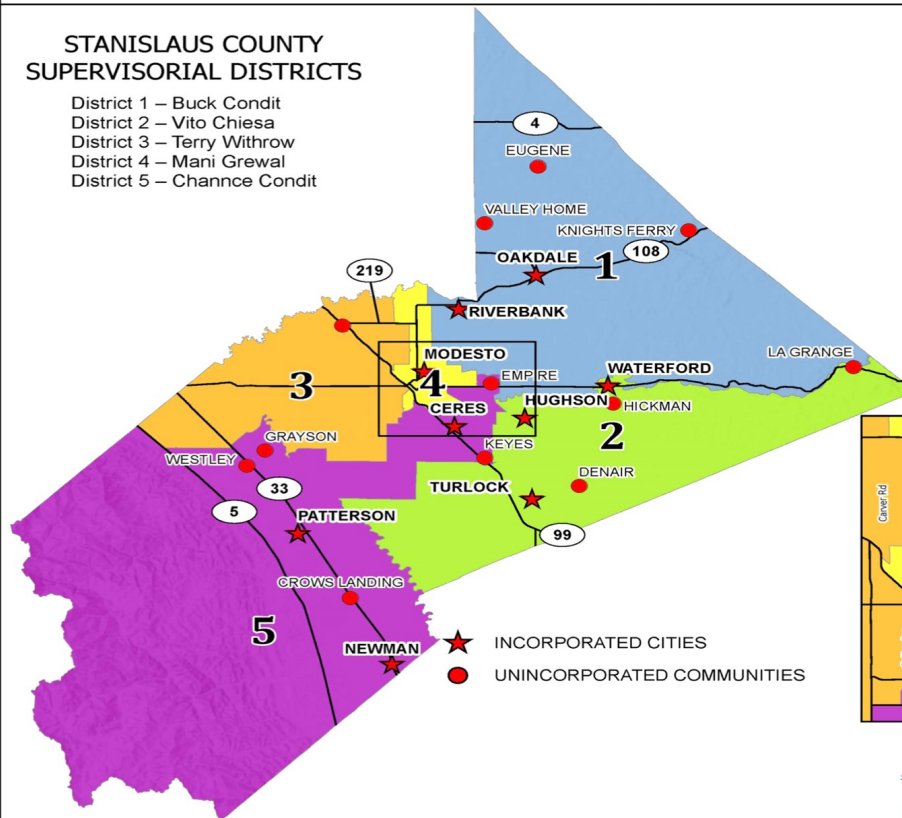 STANISLAUS COUNTY
SUPERVISORIAL DISTRICTS
District 1 – Buck Condit
District 2 – Vito Chiesa
District 3 – Terry Withrow
District 4 – Mani Grewal
District 5 – Channce Condit
4
EUGENE
VALLEY HOME
KNIGHTS FERRY
108
OAKDALE
1
219
RIVERBANK
MODESTO
LA GRANGE
WATERFORD
3
4
EMPIRE
CERES
HUGHSON
HICKMAN
2
GRAYSON
KEYES
WESTLEY
DENAIR
33
TURLOCK
5
PATTERSON
99
Carver Rd
CROWS LANDING
5
NEWMAN
INCORPORATED CITIES
UNINCORPORATED COMMUNITIES